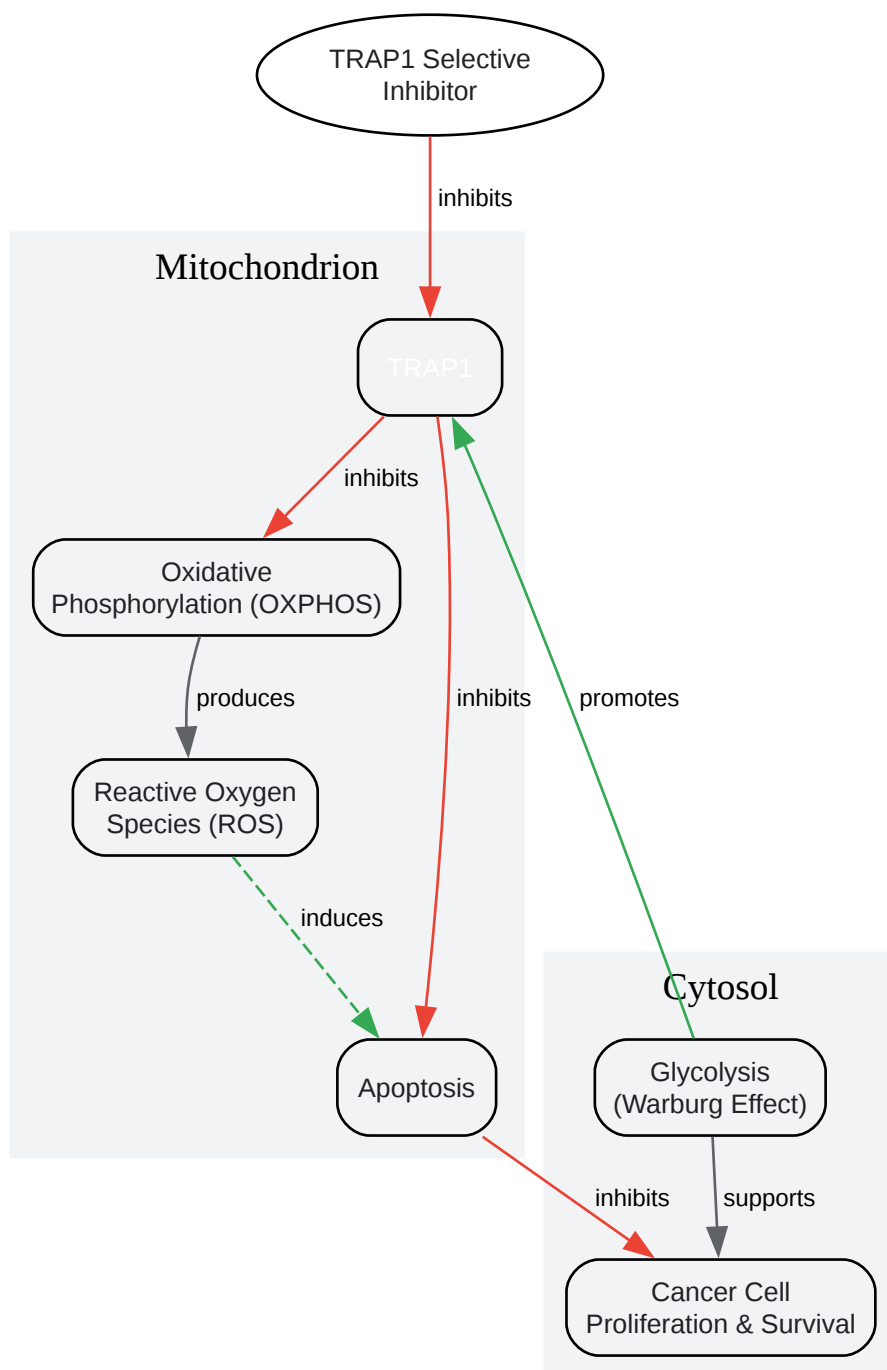 TRAP1 Selective
Inhibitor
inhibits
Mitochondrion
TRAP1
inhibits
Oxidative
Phosphorylation (OXPHOS)
produces
inhibits
promotes
Reactive Oxygen
Species (ROS)
induces
Cytosol
Apoptosis
Glycolysis
(Warburg Effect)
inhibits
supports
Cancer Cell
Proliferation & Survival